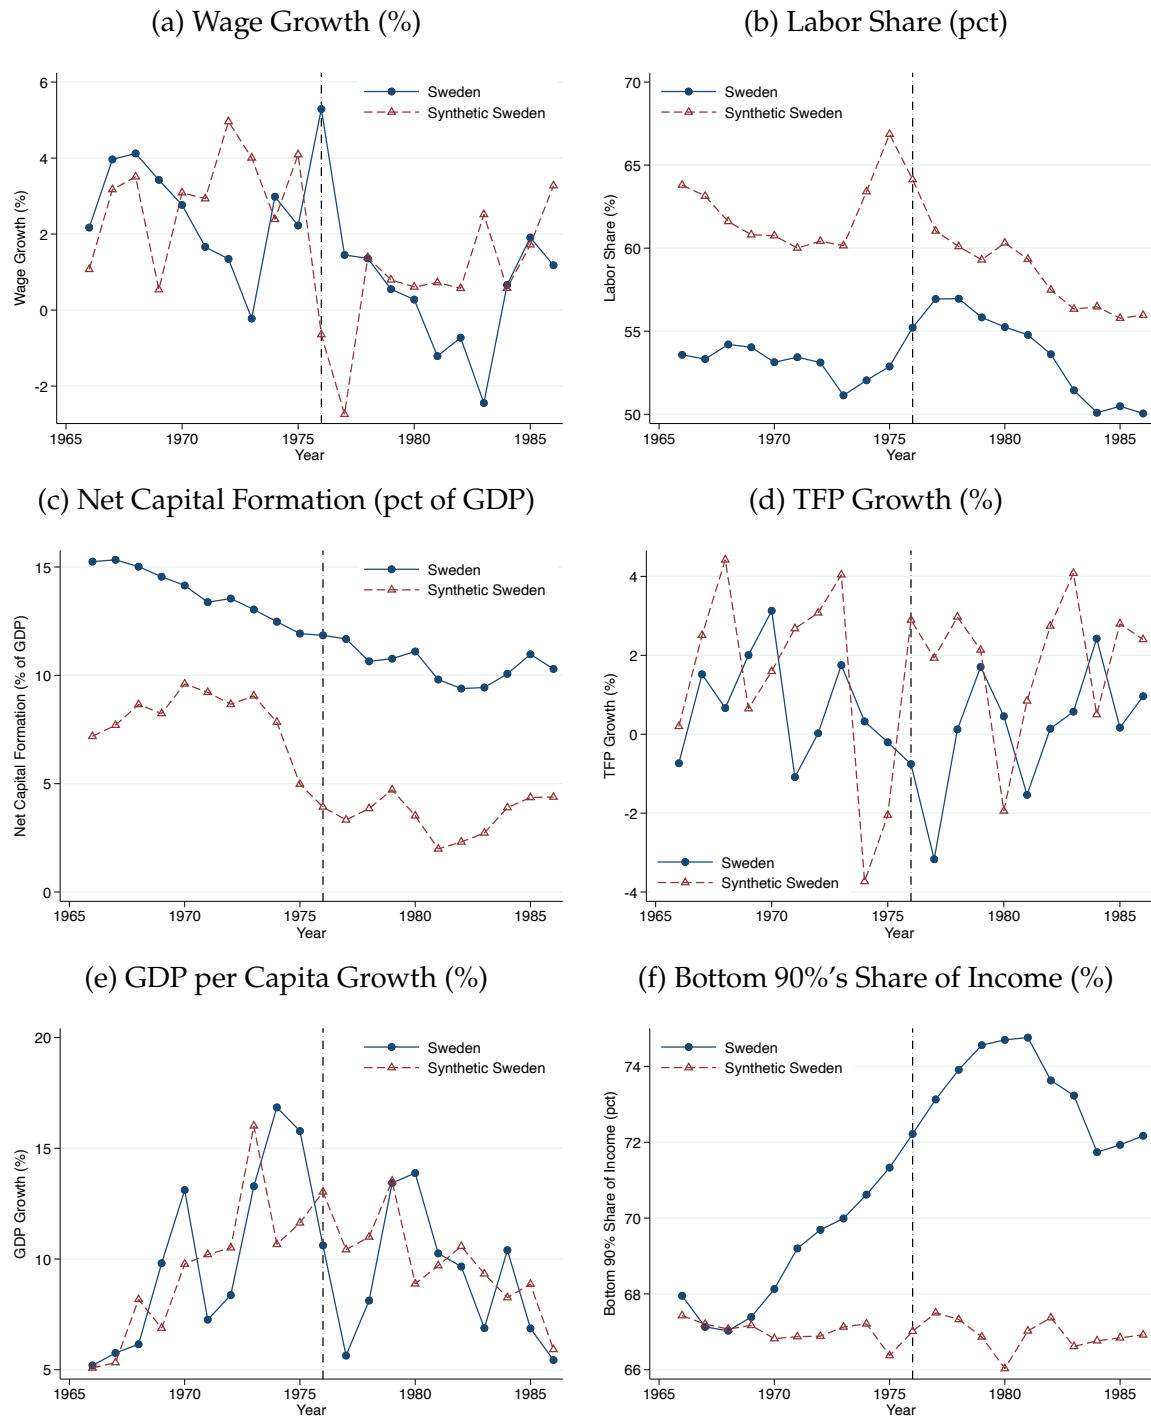 (a) Wage Growth (%)
Sweden
Synthetic Sweden
Wage Growth (%)
6
4
2
0
-2
1965 1970 1975 1980 1985
Year
(b) Labor Share (pct)
Sweden
Synthetic Sweden
Labor Share (%)
70
65
60
55
50
1965 1970 1975 1980 1985
Year
(c) Net Capital Formation (pct of GDP)
Sweden
Synthetic Sweden
Net Capital Formation (% of GDP)
15
10
5
0
1965 1970 1975 1980 1985
Year
(d) TFP Growth (%)
TFP Growth (%)
4
2
0
-2
-4
Sweden
Synthetic Sweden
1965 1970 1975 1980 1985
Year
(e) GDP per Capita Growth (%)
Sweden
Synthetic Sweden
GDP Growth (%)
20
15
10
5
1965 1970 1975 1980 1985
Year
(f) Bottom 90%'s Share of Income (%)
Sweden
Synthetic Sweden
Bottom 90% Share of Income (pct)
74
72
70
68
66
1965 1970 1975 1980 1985
Year